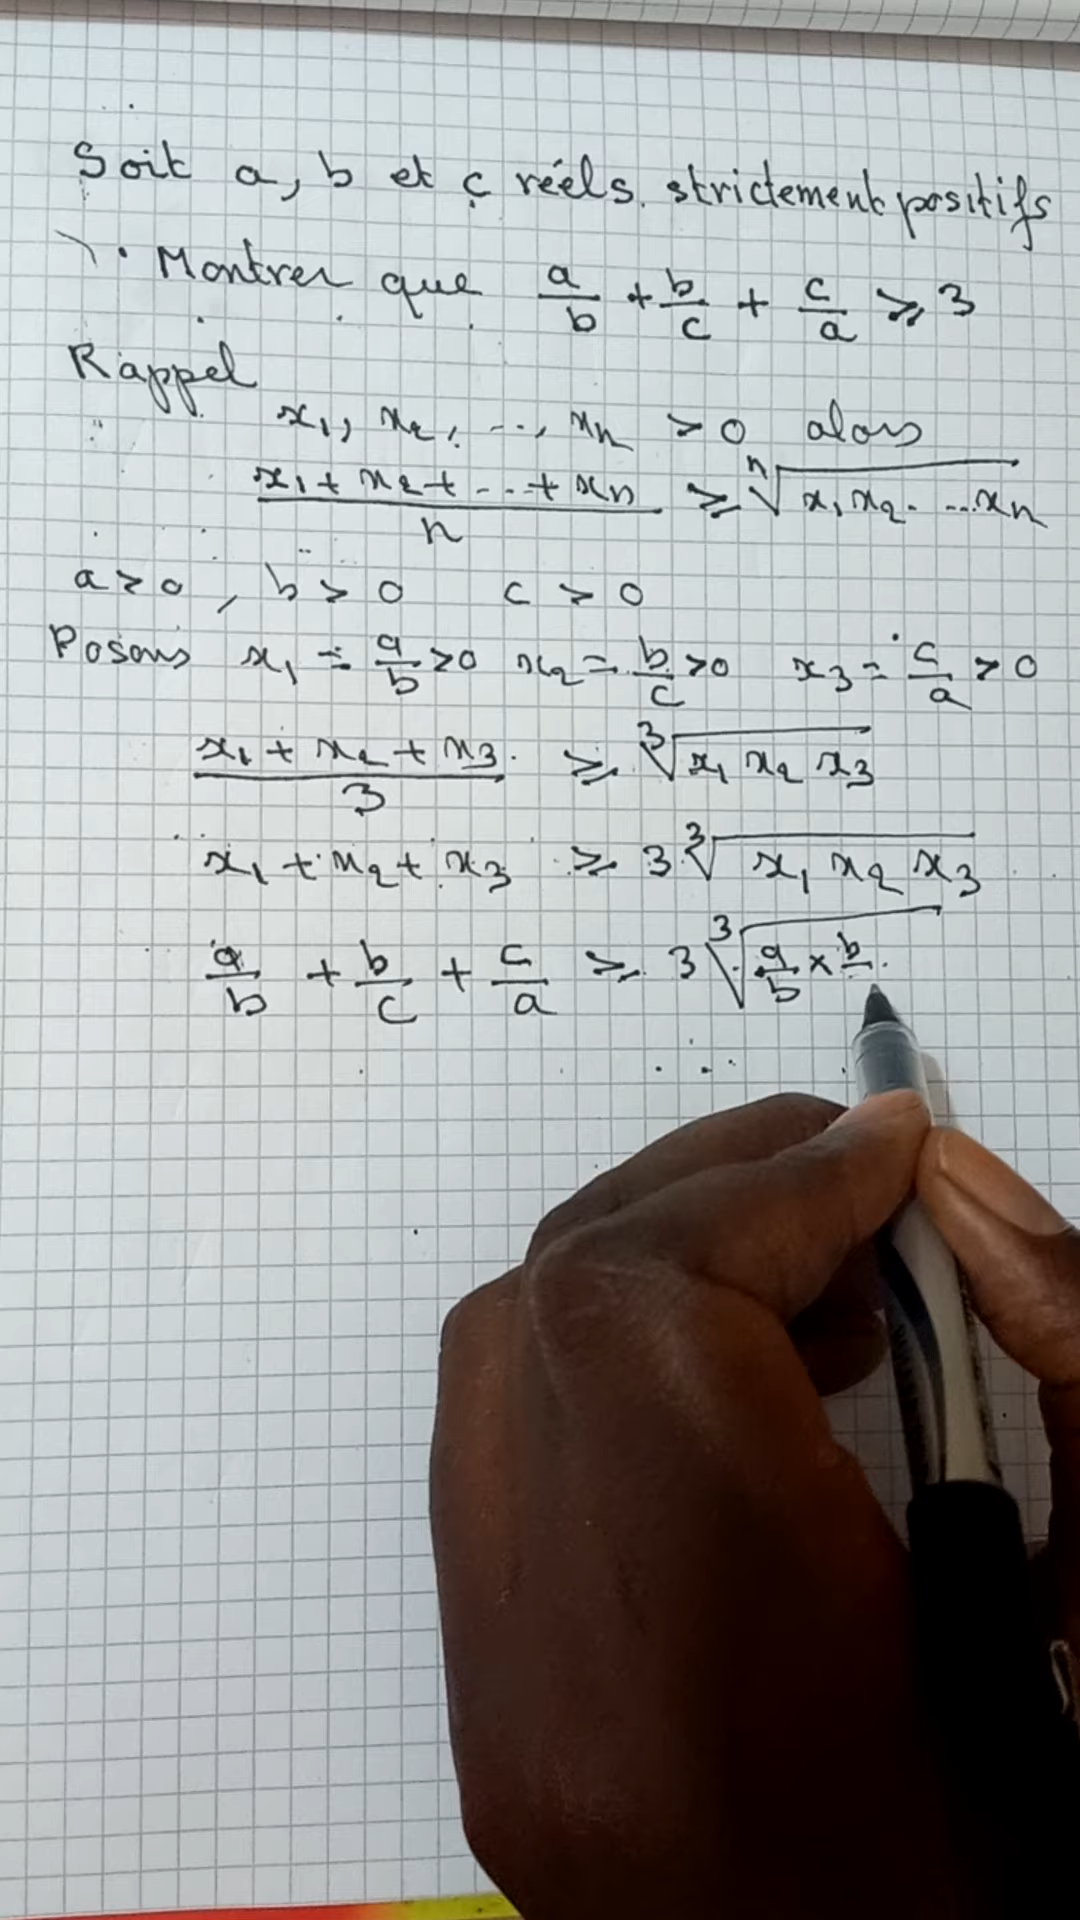 Soit a, b et c réels strictement positifs
Montrer que a/b + b/c + c/a ≥ 3
Rappel
x₁, x₂, ..., xₙ > 0 alors
(x₁ + x₂ + ... + xₙ)/n ≥ ⁿ√(x₁x₂...xₙ)
a > 0, b > 0 c > 0
Posons x₁ = a/b > 0 x₂ = b/c > 0 x₃ = c/a > 0
(x₁ + x₂ + x₃)/3 ≥ ³√(x₁ x₂ x₃)
x₁ + x₂ + x₃ ≥ 3 ³√(x₁ x₂ x₃)
a/b + b/c + c/a ≥ 3 ³√(a/b × b/